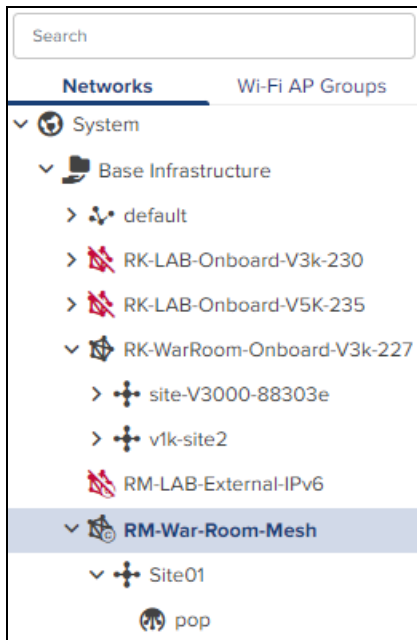 Search
Networks Wi-Fi AP Groups
System
Base Infrastructure
default
RK-LAB-Onboard-V3k-230
RK-LAB-Onboard-V5K-235
RK-WarRoom-Onboard-V3k-227
site-V3000-88303e
v1k-site2
RM-LAB-External-IPv6
RM-War-Room-Mesh
Site01
pop